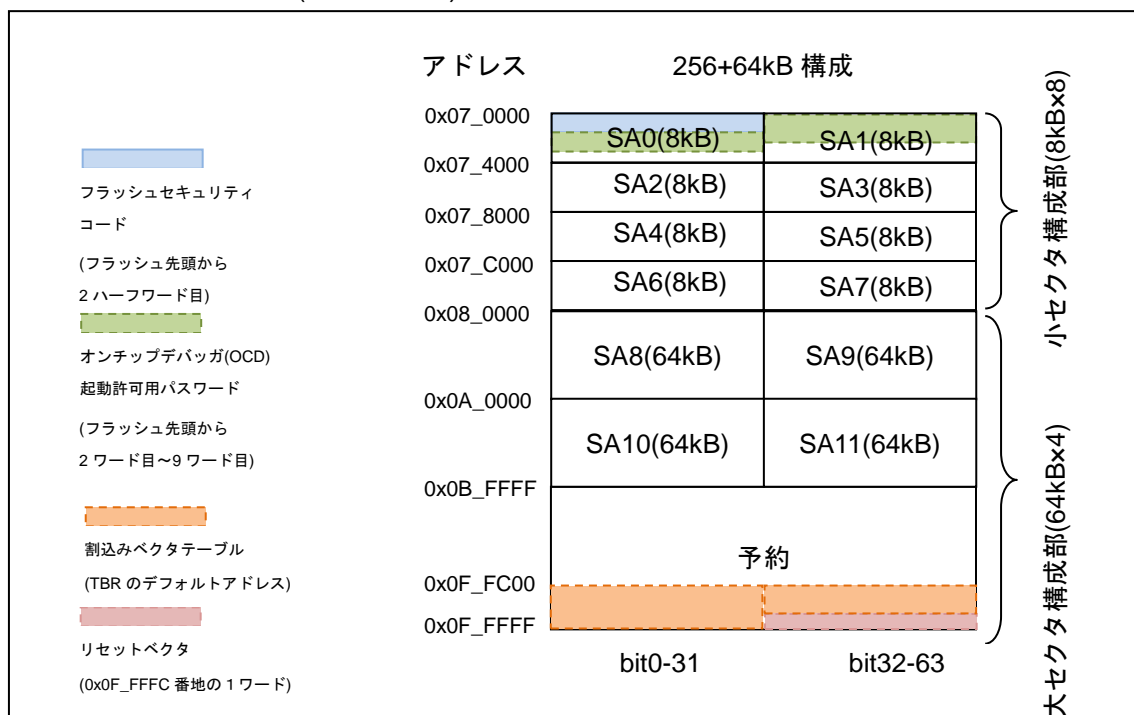 アドレス
256+64kB 構成
0x07_0000
SA0(8kB)
SA1(8kB)
0x07_4000
SA2(8kB)
SA3(8kB)
0x07_8000
SA4(8kB)
SA5(8kB)
0x07_C000
SA6(8kB)
SA7(8kB)
0x08_0000
SA8(64kB)
SA9(64kB)
0x0A_0000
SA10(64kB)
SA11(64kB)
0x0B_FFFF
予約
0x0F_FC00
0x0F_FFFF
bit0-31
bit32-63
小セクタ構成部(8kB×8)
大セクタ構成部(64kB×4)
フラッシュセキュリティ
コード
(フラッシュ先頭から
2 ハーフワード目)
オンチップデバッガ(OCD)
起動許可用パスワード
(フラッシュ先頭から
2 ワード目~9 ワード目)
割込みベクタテーブル
(TBR のデフォルトアドレス)
リセットベクタ
(0x0F_FFFC 番地の 1 ワード)